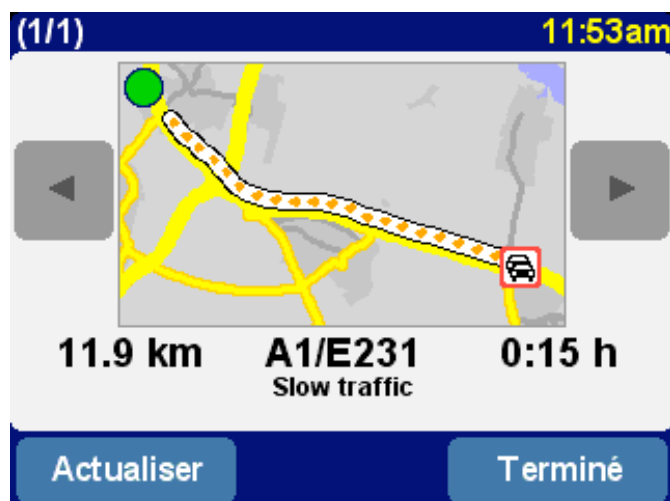 (1/1) 11:53am
11.9 km A1/E231 0:15 h
Slow traffic
Actualiser Terminé